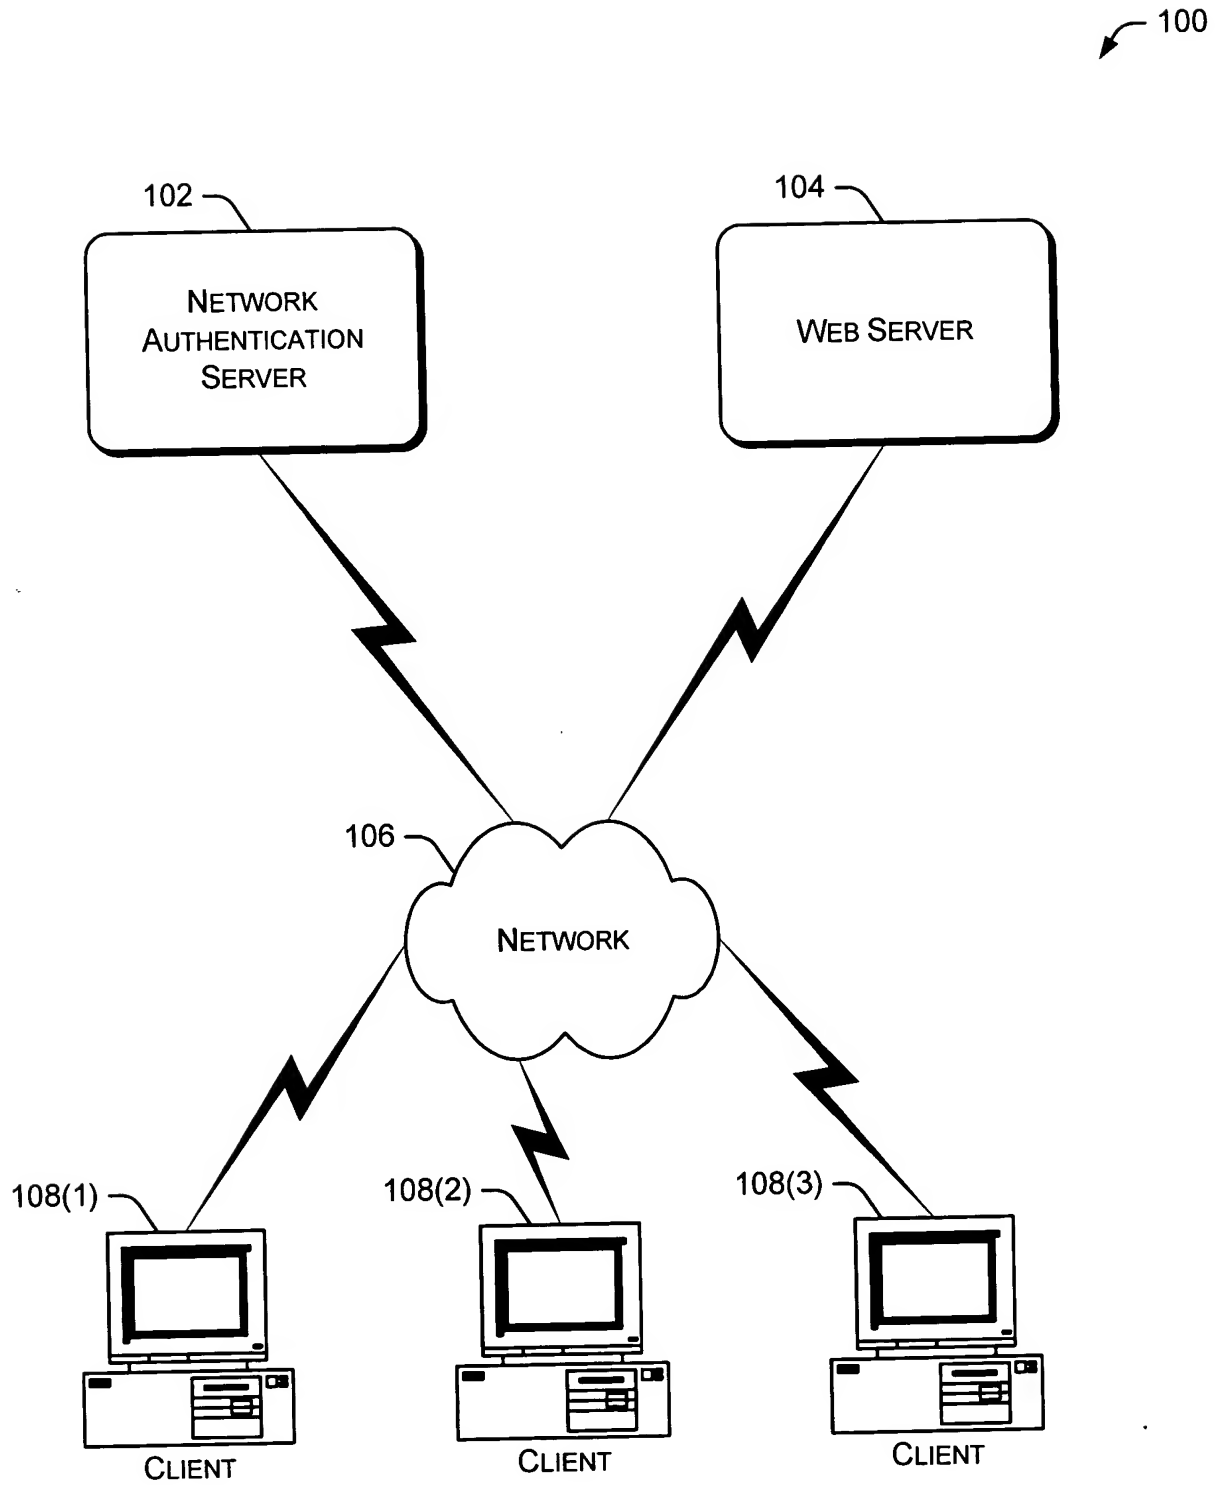 100
102
104
NETWORK
AUTHENTICATION
SERVER
WEB SERVER
106
NETWORK
108(1)
108(2)
108(3)
CLIENT
CLIENT
CLIENT